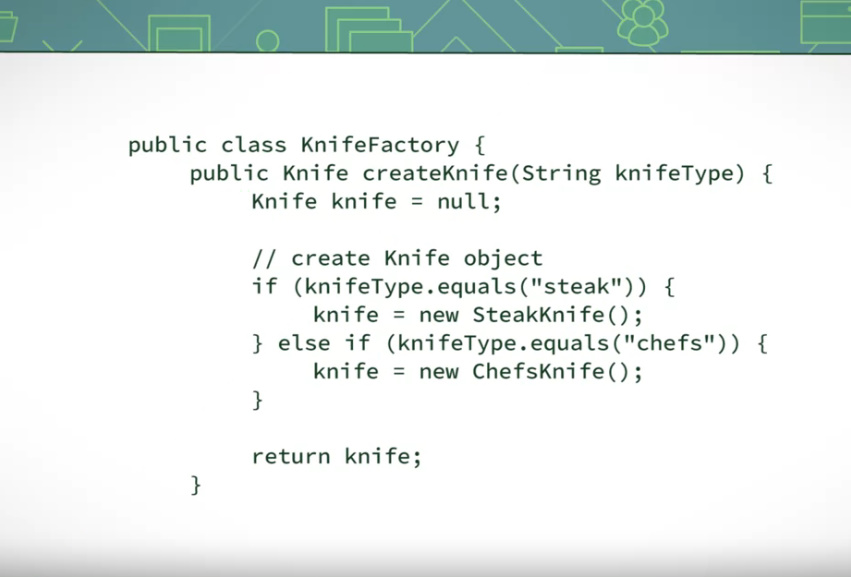 public class KnifeFactory {
public Knife createKnife(String knifeType) {
Knife knife = null;
// create Knife object
if (knifeType.equals("steak")) {
knife = new SteakKnife();
} else if (knifeType.equals("chefs")) {
knife = new ChefsKnife();
}
return knife;
}